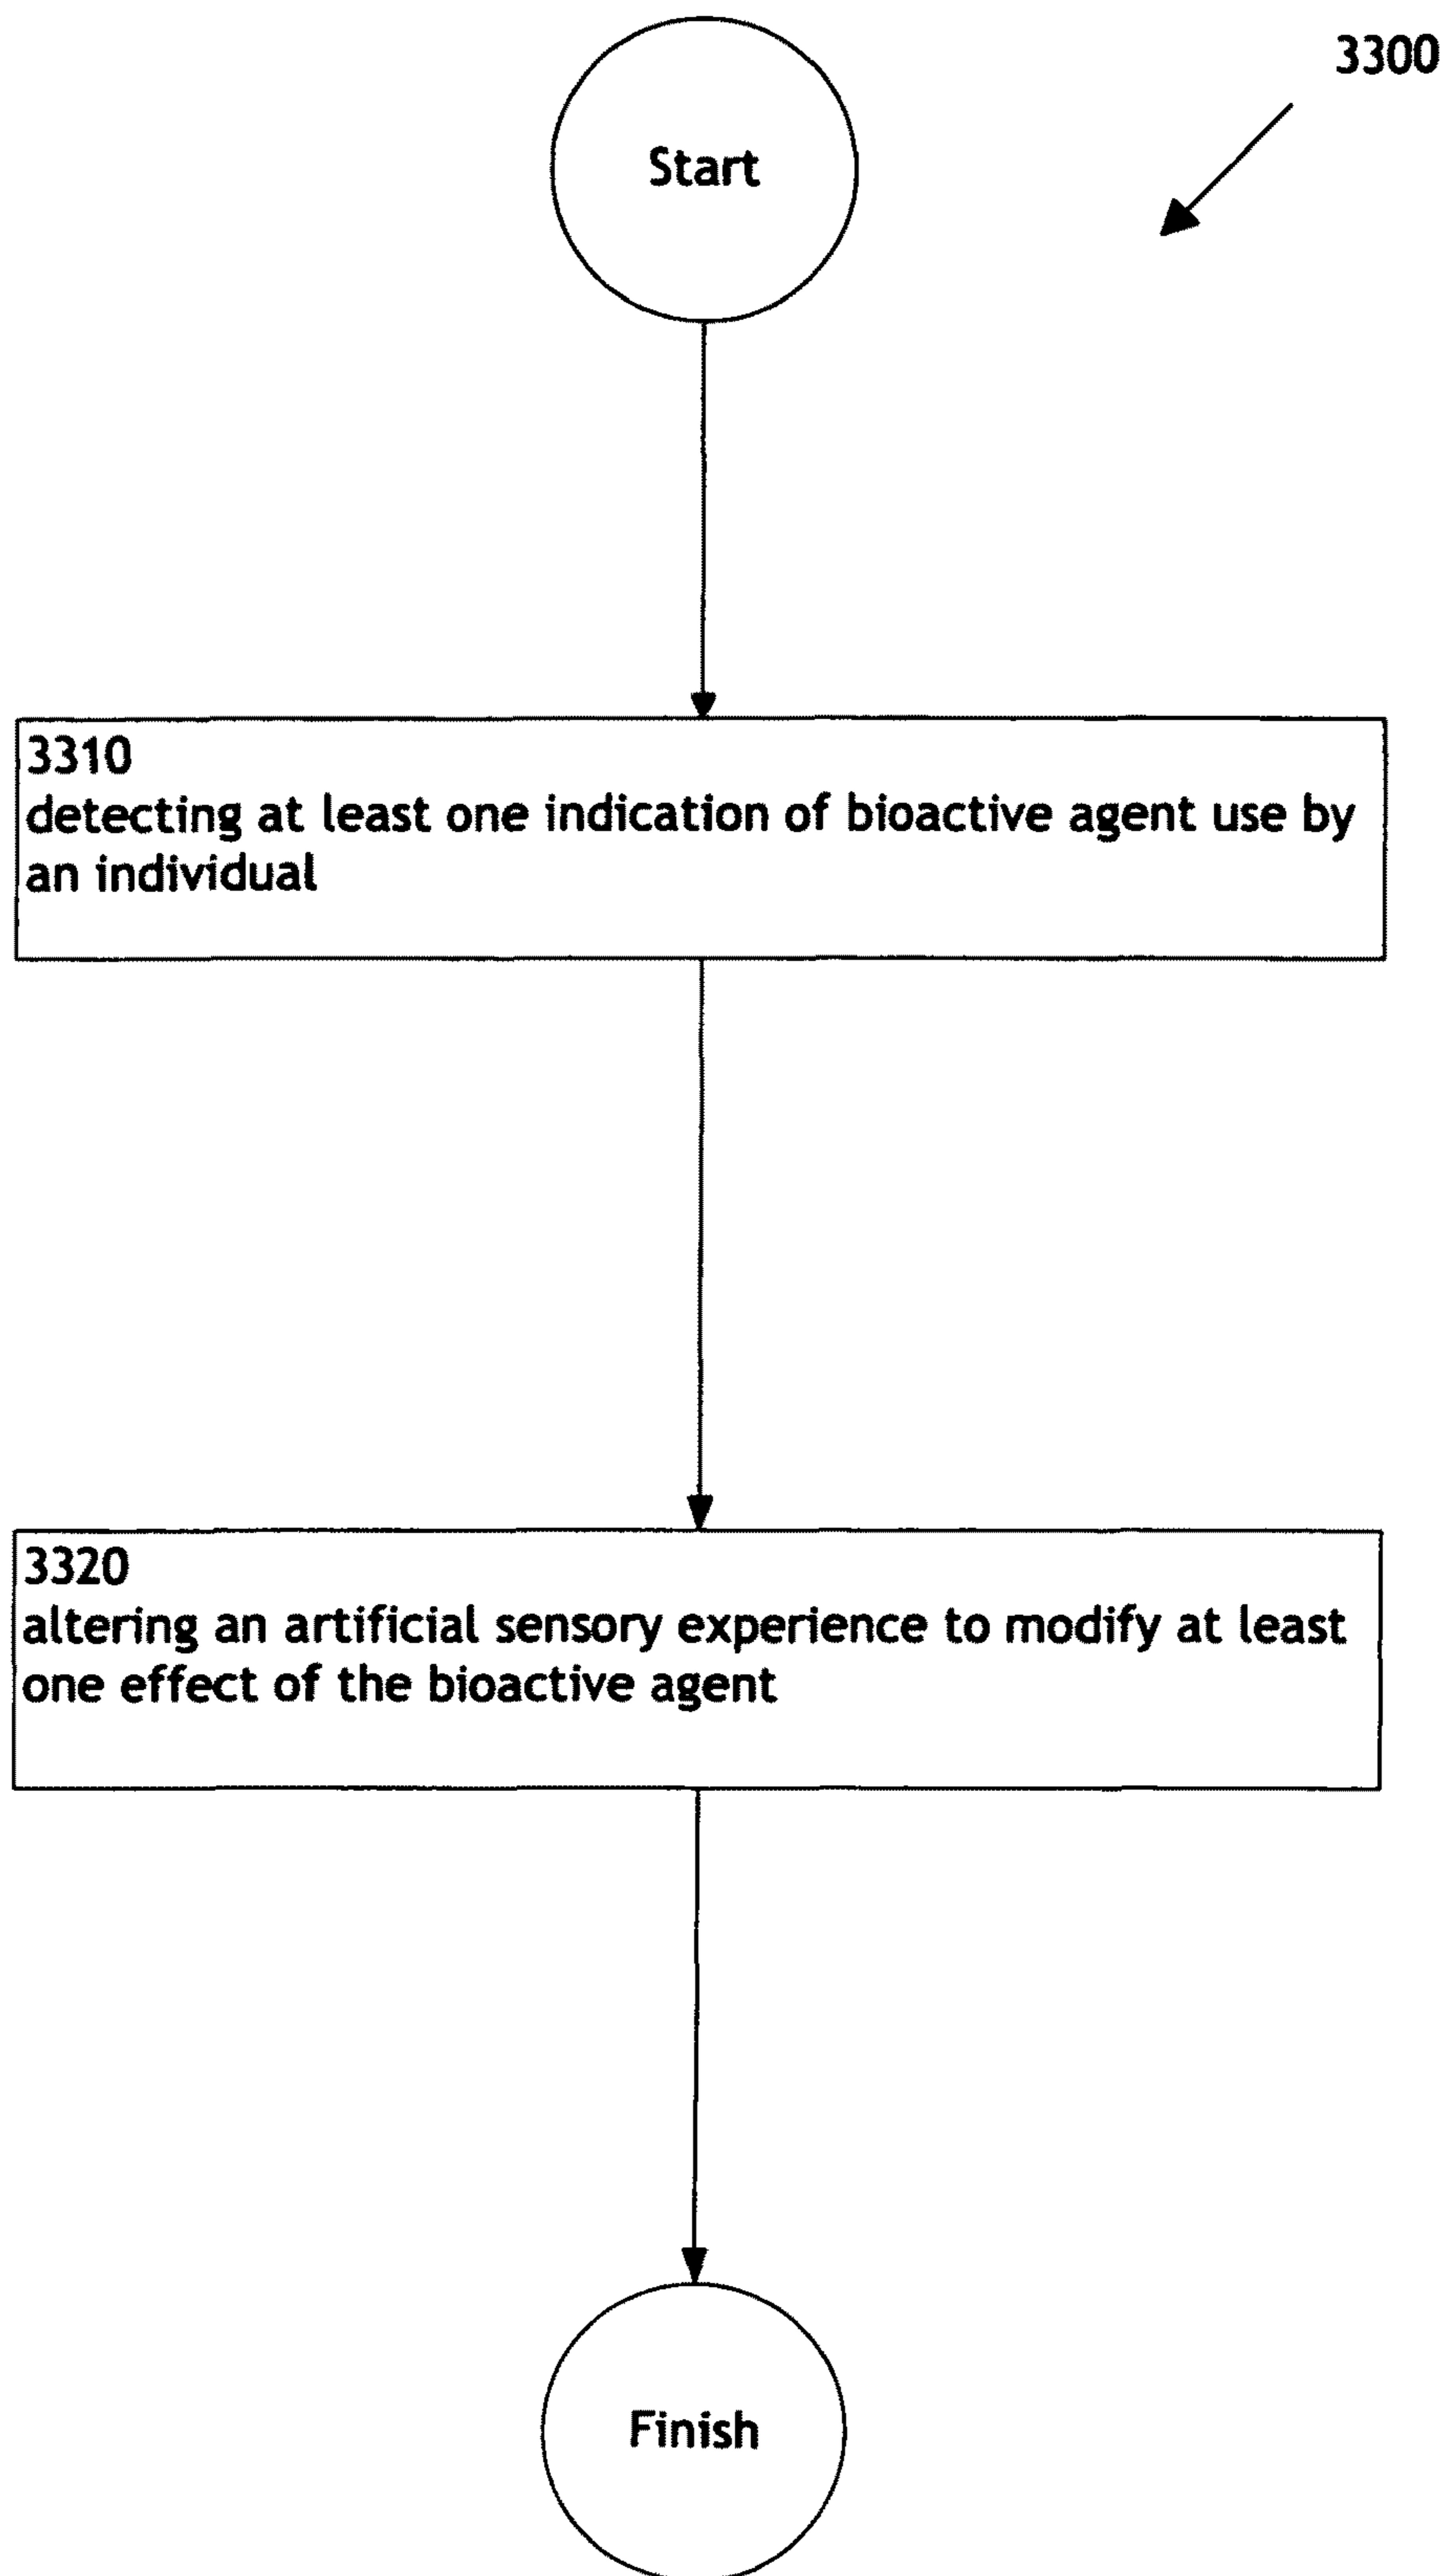 3300
Start
3310
detecting at least one indication of bioactive agent use by
an individual
3320
altering an artificial sensory experience to modify at least
one effect of the bioactive agent
Finish